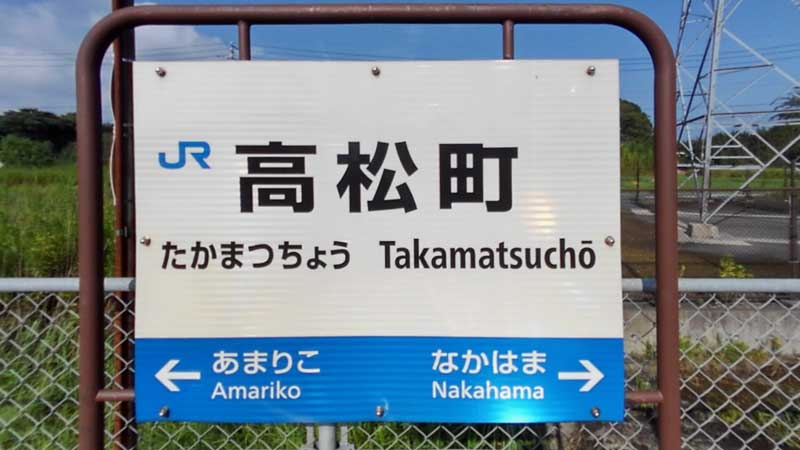 JR 高松町
たかまつちょう Takamatsuchō
← あまりこ なかはま →
Amariko Nakahama